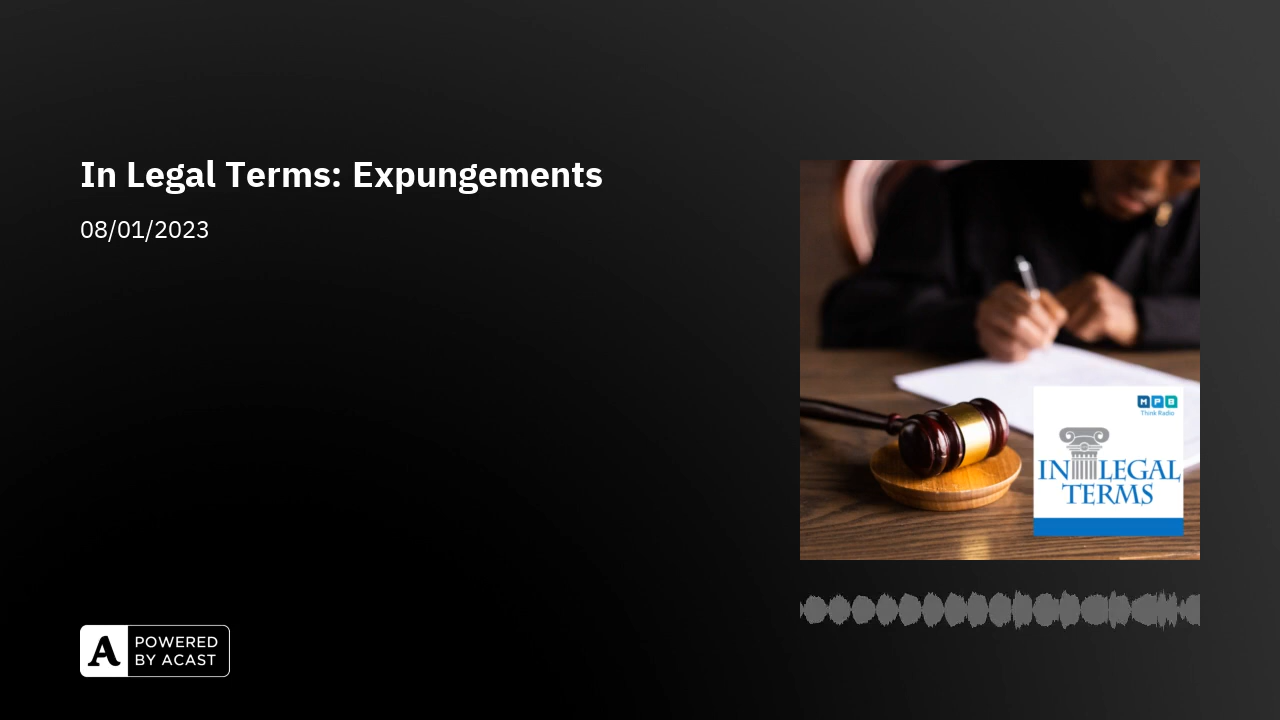 In Legal Terms: Expungements
08/01/2023
MPB
Think Radio
IN LEGAL
TERMS
A
POWERED
BY ACAST